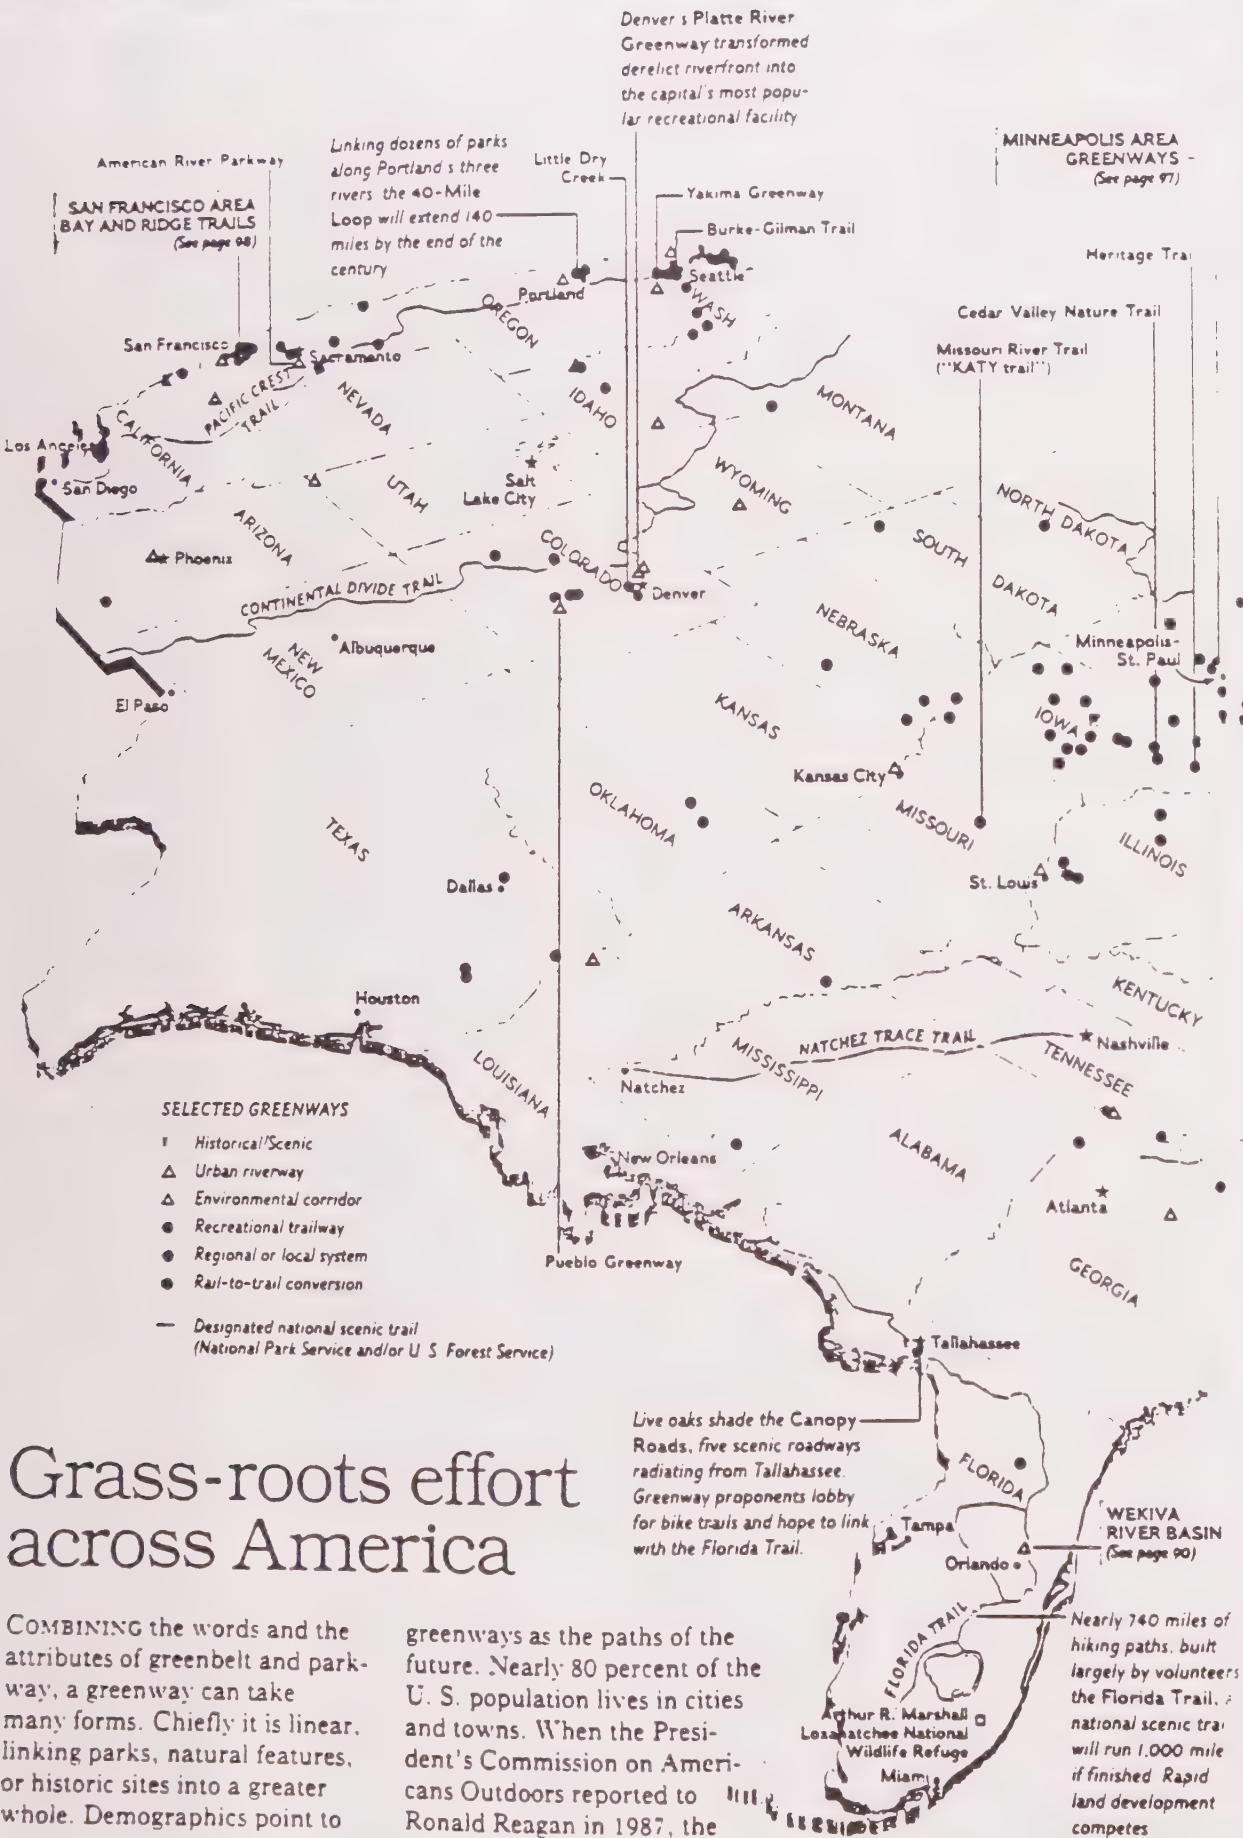 Denver s Platte River
Greenway transformed
derelict riverfront into
the capital's most popu-
lar recreational facility
Linking dozens of parks
along Portland s three
rivers the 40-Mile
Loop will extend 140
miles by the end of the
century
American River Parkway
SAN FRANCISCO AREA
BAY AND RIDGE TRAILS
(See page 98)
Little Dry
Creek
Yakima Greenway
Burke-Gilman Trail
MINNEAPOLIS AREA
GREENWAYS
(See page 97)
Heritage Trai
Cedar Valley Nature Trail
Missouri River Trail
("KATY trail")
Portland
Seattle
OREGON
WASH
San Francisco
Sacramento
PACIFIC CREST
TRAIL
NEVADA
IDAHO
MONTANA
Los Angeles
CALIFORNIA
San Diego
UTAH
Salt
Lake City
WYOMING
NORTH DAKOTA
ARIZONA
Phoenix
COLORADO
SOUTH
DAKOTA
CONTINENTAL DIVIDE TRAIL
Denver
NEBRASKA
Minneapolis-
St. Paul
Albuquerque
NEW
MEXICO
El Paso
KANSAS
IOWA
Kansas City
OKLAHOMA
MISSOURI
TEXAS
ILLINOIS
Dallas
St. Louis
ARKANSAS
KENTUCKY
Houston
NATCHEZ TRACE TRAIL
Nashville
LOUISIANA
MISSISSIPPI
TENNESSEE
Natchez
ALABAMA
New Orleans
Atlanta
Pueblo Greenway
GEORGIA
SELECTED GREENWAYS
Historical/Scenic
Urban riverway
Environmental corridor
Recreational trailway
Regional or local system
Rail-to-trail conversion
Designated national scenic trail
(National Park Service and/or U S Forest Service)
Tallahassee
Live oaks shade the Canopy
Roads, five scenic roadways
radiating from Tallahassee.
Greenway proponents lobby
for bike trails and hope to link
with the Florida Trail.
FLORIDA
Tampa
Orlando
WEKIVA
RIVER BASIN
(See page 90)
FLORIDA TRAIL
Arthur R. Marshall
Loxahatchee National
Wildlife Refuge
Miami
Nearly 740 miles of
hiking paths, built
largely by volunteers
the Florida Trail, a
national scenic trai
will run 1,000 mile
if finished Rapid
land development
competes
Grass-roots effort
across America
COMBINING the words and the
attributes of greenbelt and park-
way, a greenway can take
many forms. Chiefly it is linear,
linking parks, natural features,
or historic sites into a greater
whole. Demographics point to
greenways as the paths of the
future. Nearly 80 percent of the
U. S. population lives in cities
and towns. When the Presi-
dent's Commission on Ameri-
cans Outdoors reported to
Ronald Reagan in 1987, the